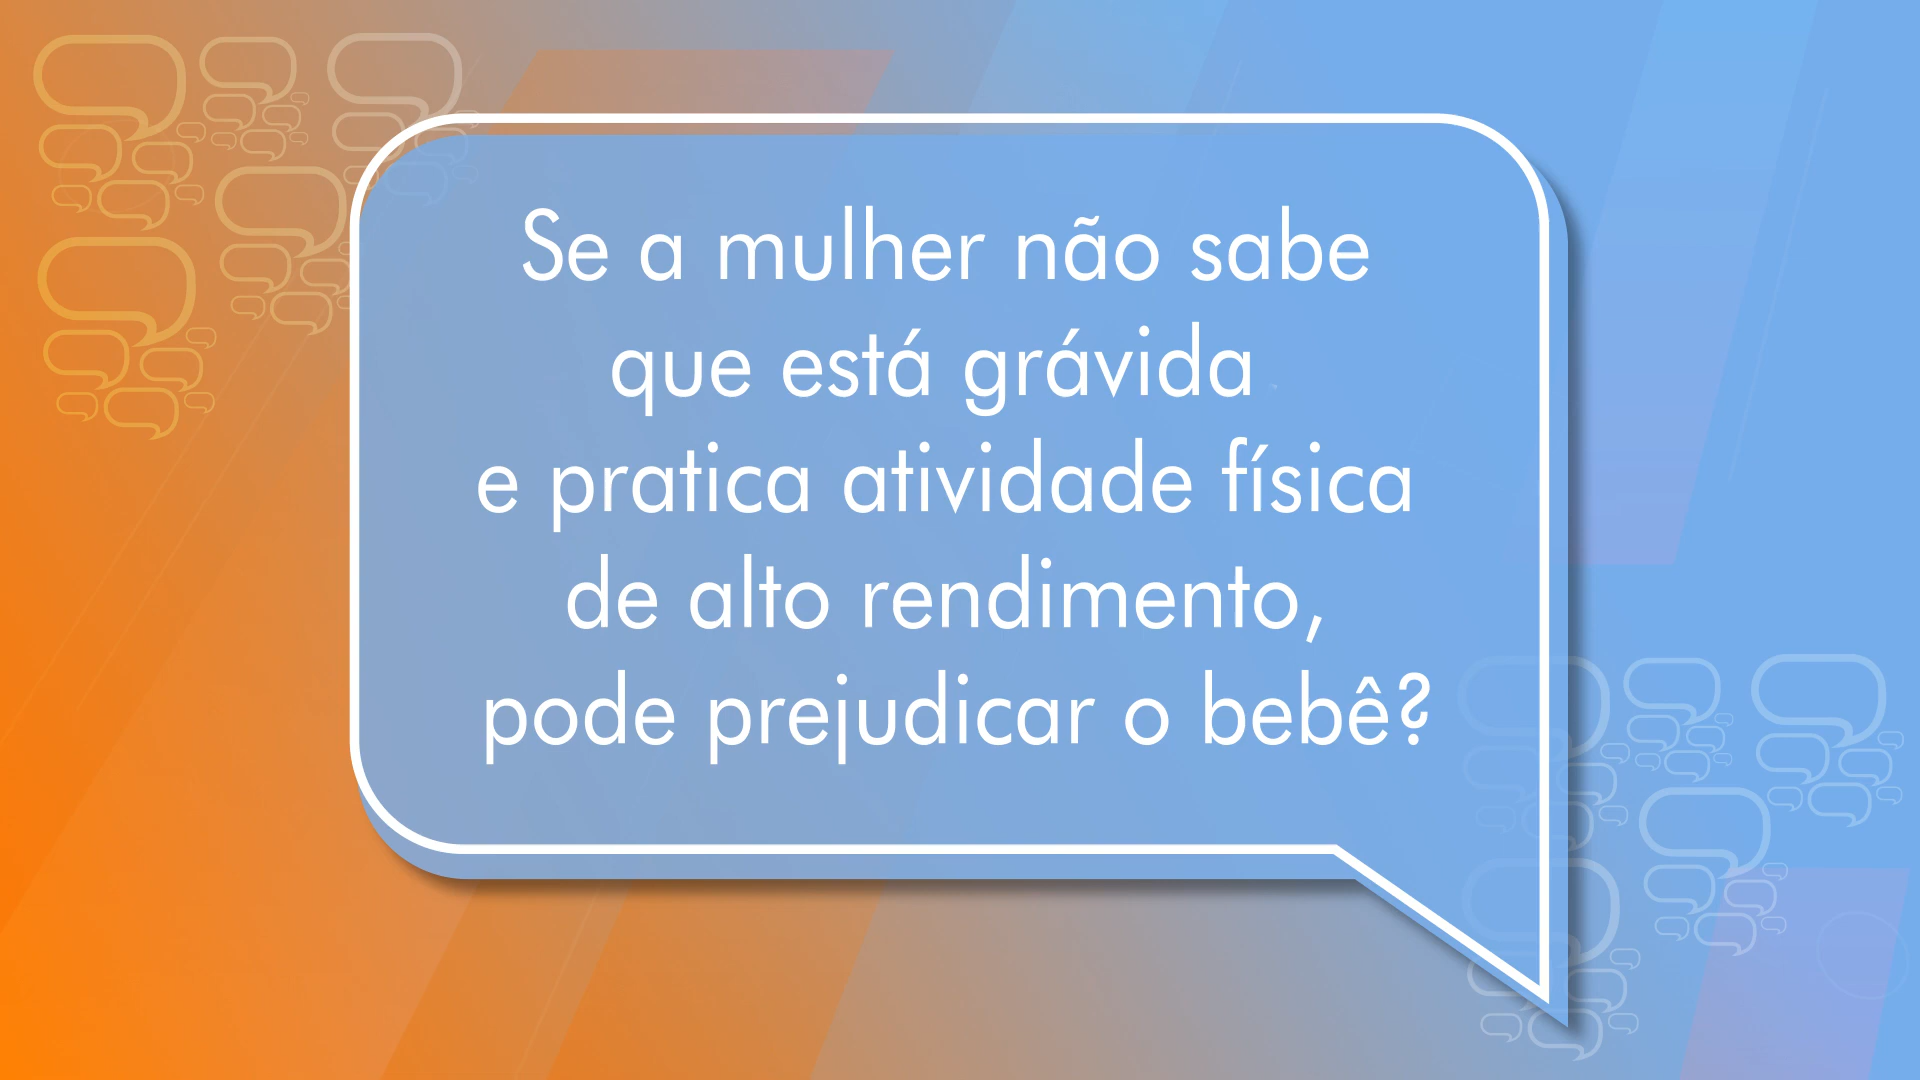 Se a mulher não sabe
que está grávida
e pratica atividade física
de alto rendimento,
pode prejudicar o bebê?